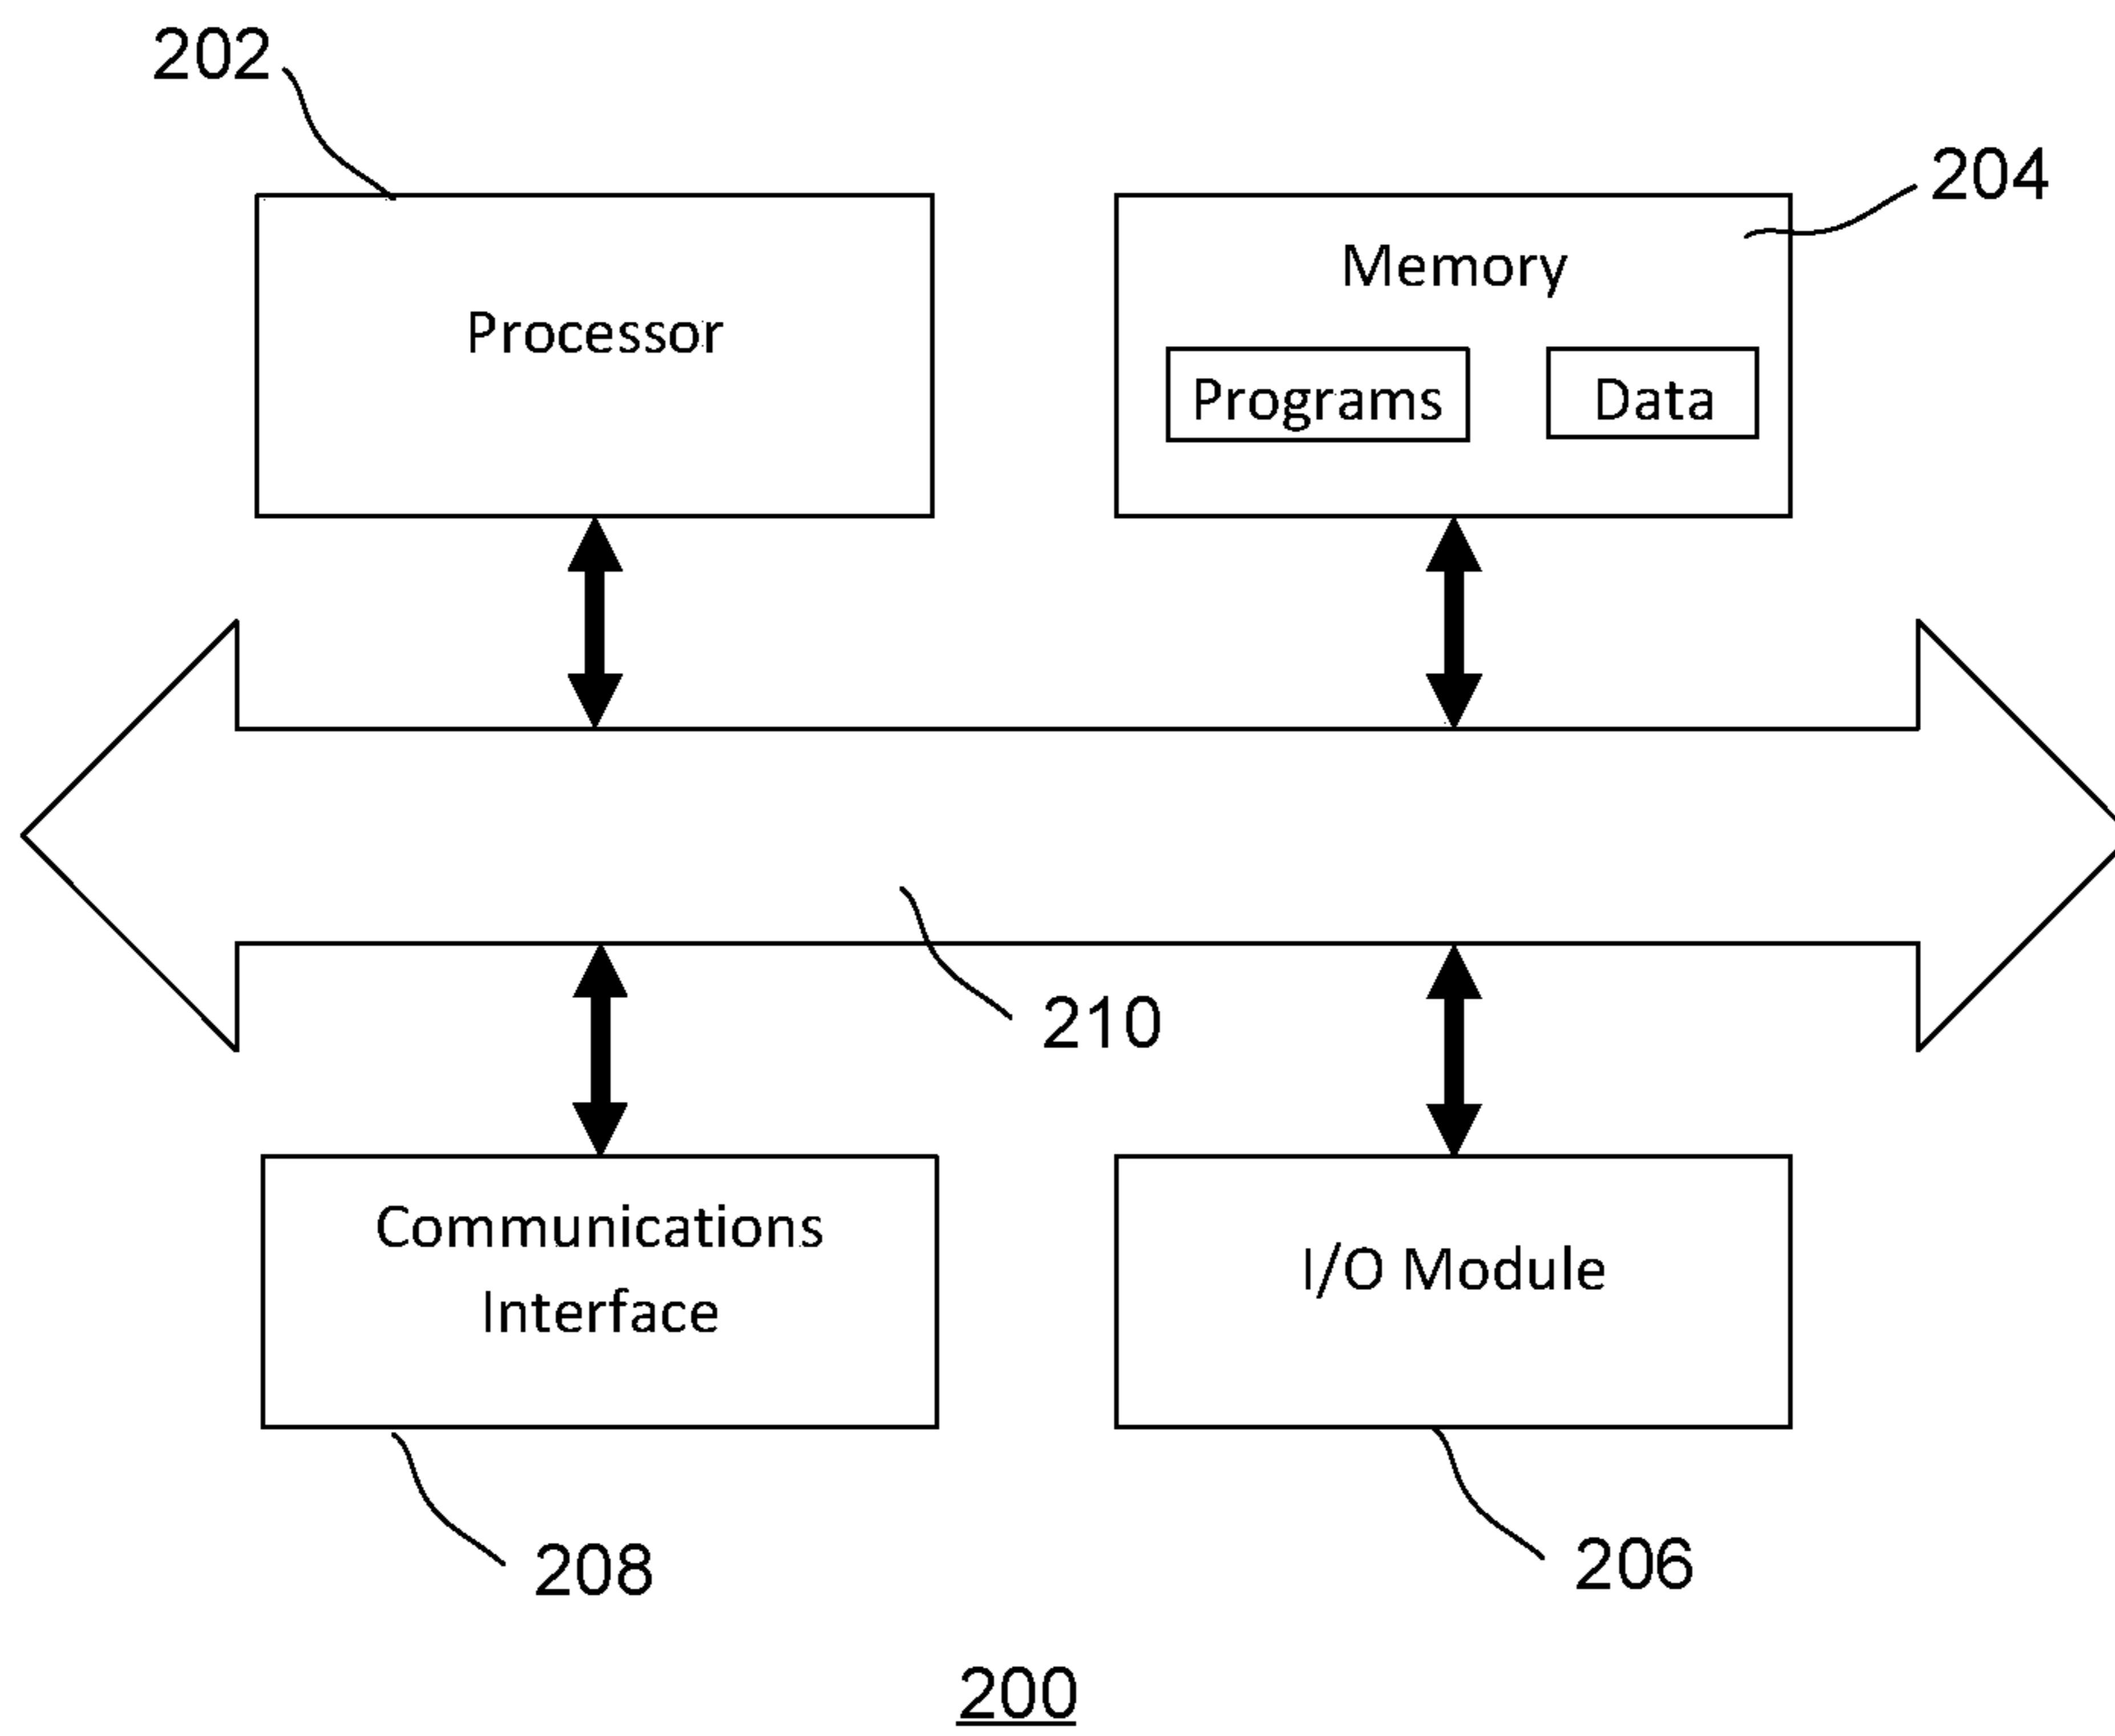 202
204
Processor
Memory
Programs
Data
210
Communications
Interface
I/O Module
208
206
200